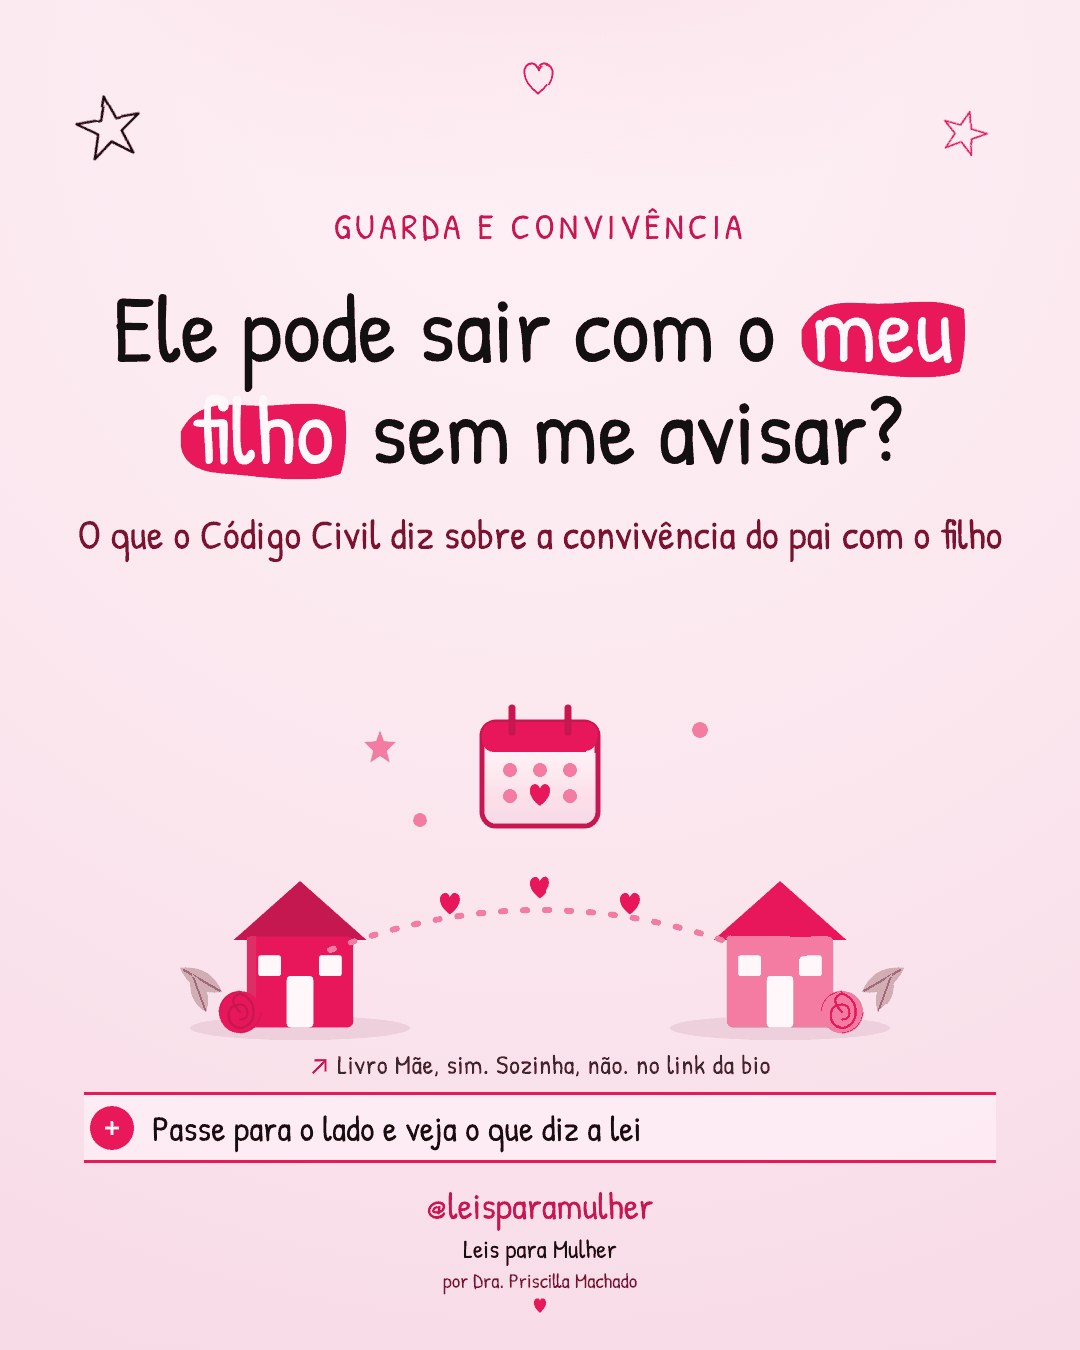 GUARDA E CONVIVÊNCIA
Ele pode sair com o meu
filho sem me avisar?
O que o Código Civil diz sobre a convivência do pai com o filho
Livro Mãe, sim. Sozinha, não. no link da bio
+ Passe para o lado e veja o que diz a lei
@leisparamulher
Leis para Mulher
por Dra. Priscilla Machado